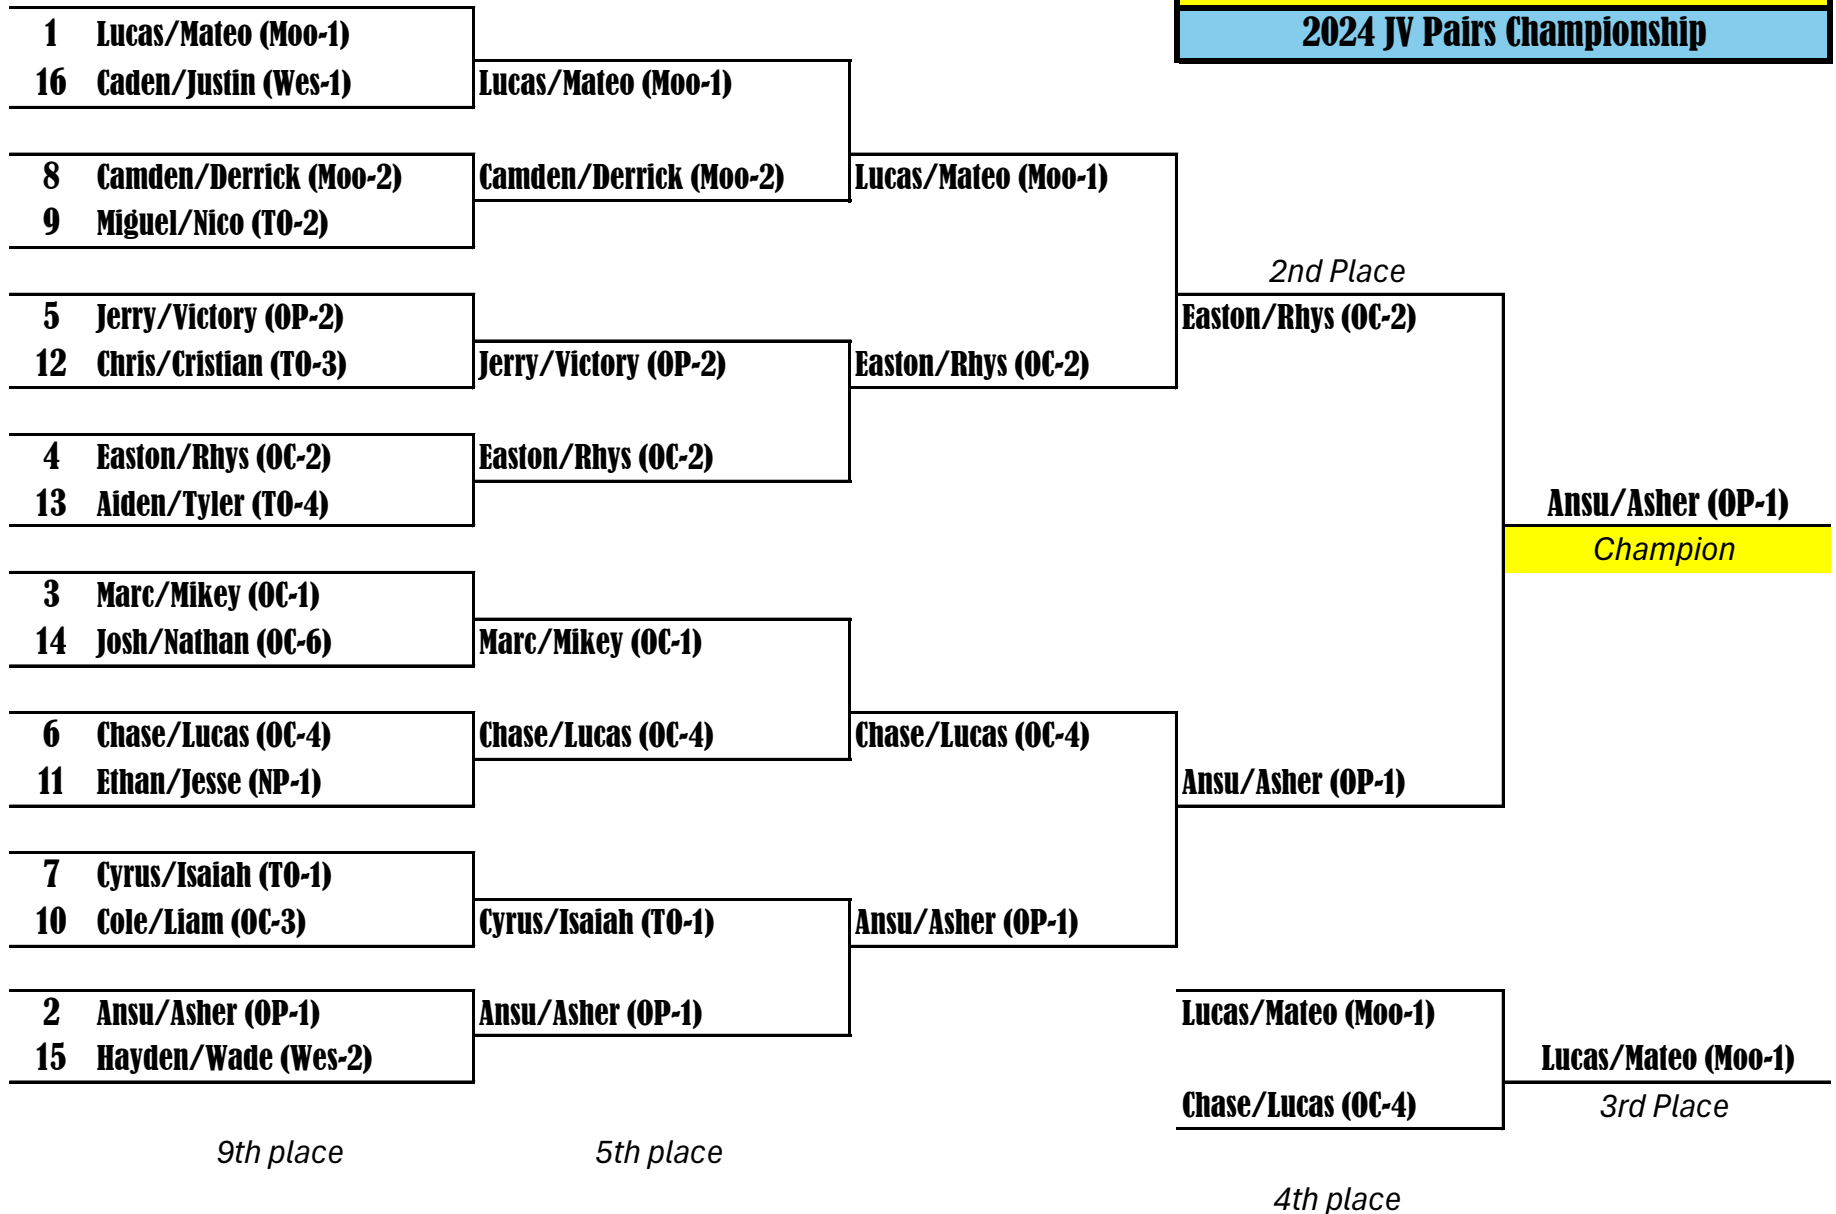 2024 JV Pairs Championship
1 Lucas/Mateo (Moo-1)
16 Caden/Justin (Wes-1)
Lucas/Mateo (Moo-1)
8 Camden/Derrick (Moo-2)
Camden/Derrick (Moo-2)
Lucas/Mateo (Moo-1)
9 Miguel/Nico (TO-2)
2nd Place
5 Jerry/Victory (OP-2)
Easton/Rhys (OC-2)
12 Chris/Cristian (TO-3)
Jerry/Victory (OP-2)
Easton/Rhys (OC-2)
4 Easton/Rhys (OC-2)
Easton/Rhys (OC-2)
13 Aiden/Tyler (TO-4)
Ansu/Asher (OP-1)
Champion
3 Marc/Mikey (OC-1)
14 Josh/Nathan (OC-6)
Marc/Mikey (OC-1)
6 Chase/Lucas (OC-4)
Chase/Lucas (OC-4)
Chase/Lucas (OC-4)
11 Ethan/Jesse (NP-1)
Ansu/Asher (OP-1)
7 Cyrus/Isaiah (TO-1)
10 Cole/Liam (OC-3)
Cyrus/Isaiah (TO-1)
Ansu/Asher (OP-1)
2 Ansu/Asher (OP-1)
Ansu/Asher (OP-1)
Lucas/Mateo (Moo-1)
15 Hayden/Wade (Wes-2)
Lucas/Mateo (Moo-1)
Chase/Lucas (OC-4)
3rd Place
9th place
5th place
4th place